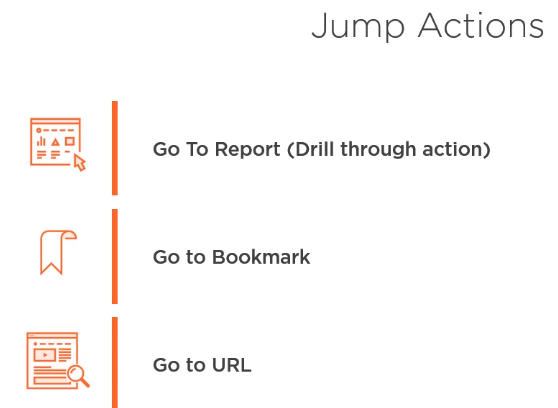 Jump Actions
Go To Report (Drill through action)
Go to Bookmark
Go to URL